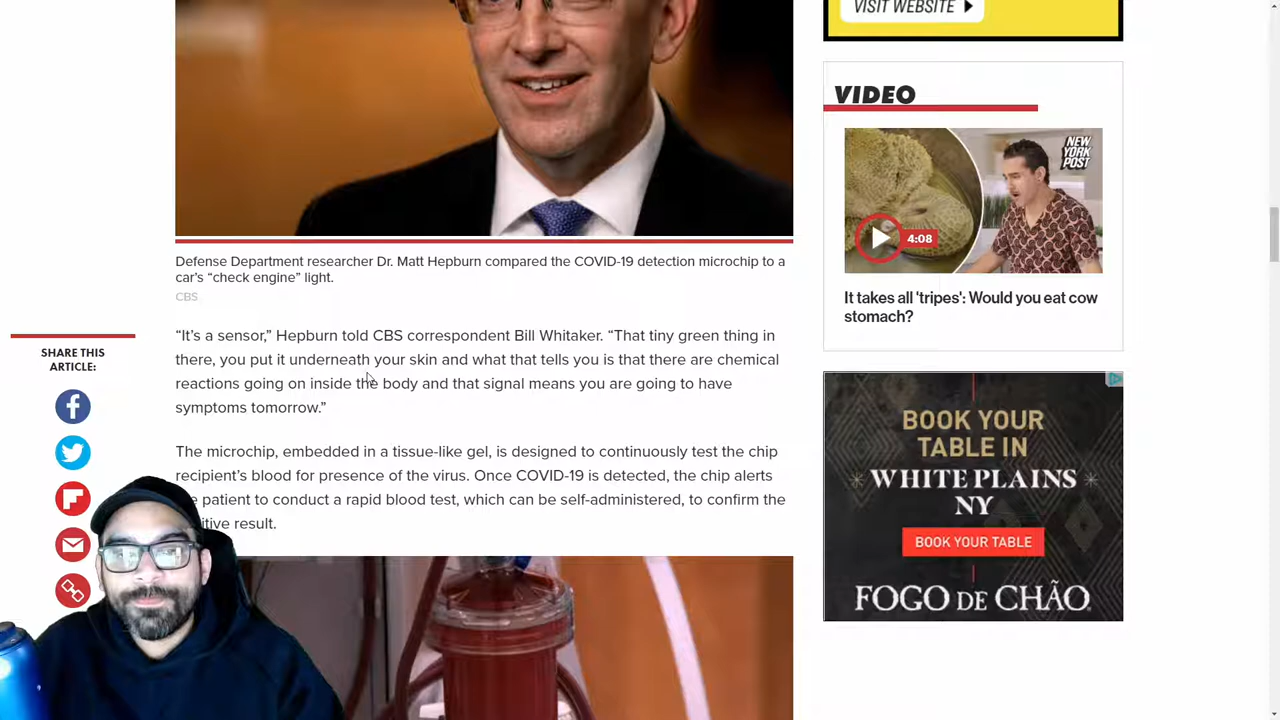 VISIT WEBSITE
VIDEO
NEW
YORK
POST
4:08
It takes all 'tripes': Would you eat cow
stomach?
Defense Department researcher Dr. Matt Hepburn compared the COVID-19 detection microchip to a
car's “check engine” light.
CBS
SHARE THIS
ARTICLE:
“It's a sensor,” Hepburn told CBS correspondent Bill Whitaker. “That tiny green thing in
there, you put it underneath your skin and what that tells you is that there are chemical
reactions going on inside the body and that signal means you are going to have
symptoms tomorrow.”
The microchip, embedded in a tissue-like gel, is designed to continuously test the chip
recipient's blood for presence of the virus. Once COVID-19 is detected, the chip alerts
patient to conduct a rapid blood test, which can be self-administered, to confirm the
result.
BOOK YOUR
TABLE IN
WHITE PLAINS
NY
BOOK YOUR TABLE
FOGO DE CHÃO